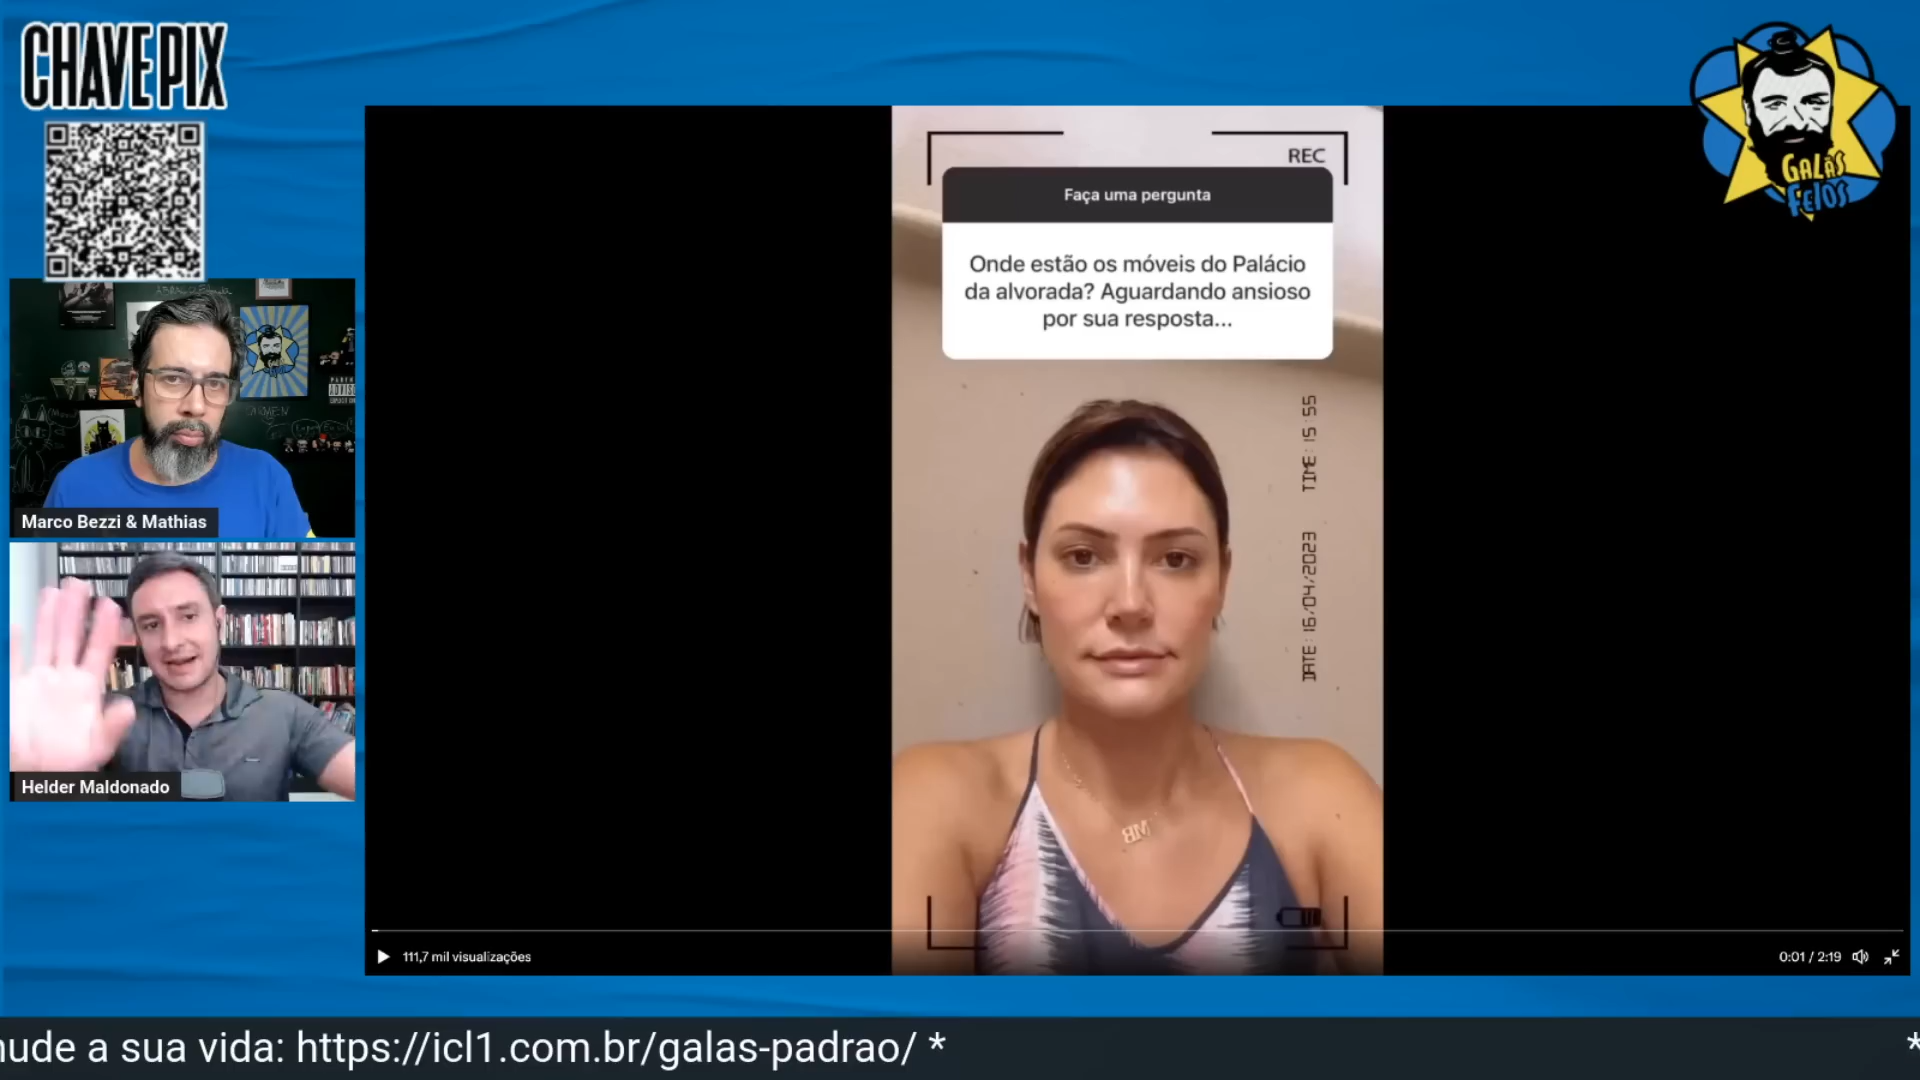 CHAVE PIX
GALÃS
FEIOS
REC
Faça uma pergunta
Onde estão os móveis do Palácio
da alvorada? Aguardando ansioso
por sua resposta...
TIME: 15:55
DATE: 16/04/2023
MB
Marco Bezzi & Mathias
Helder Maldonado
111,7 mil visualizações
0:01 / 2:19
mude a sua vida: https://icl1.com.br/galas-padrao/ *
*